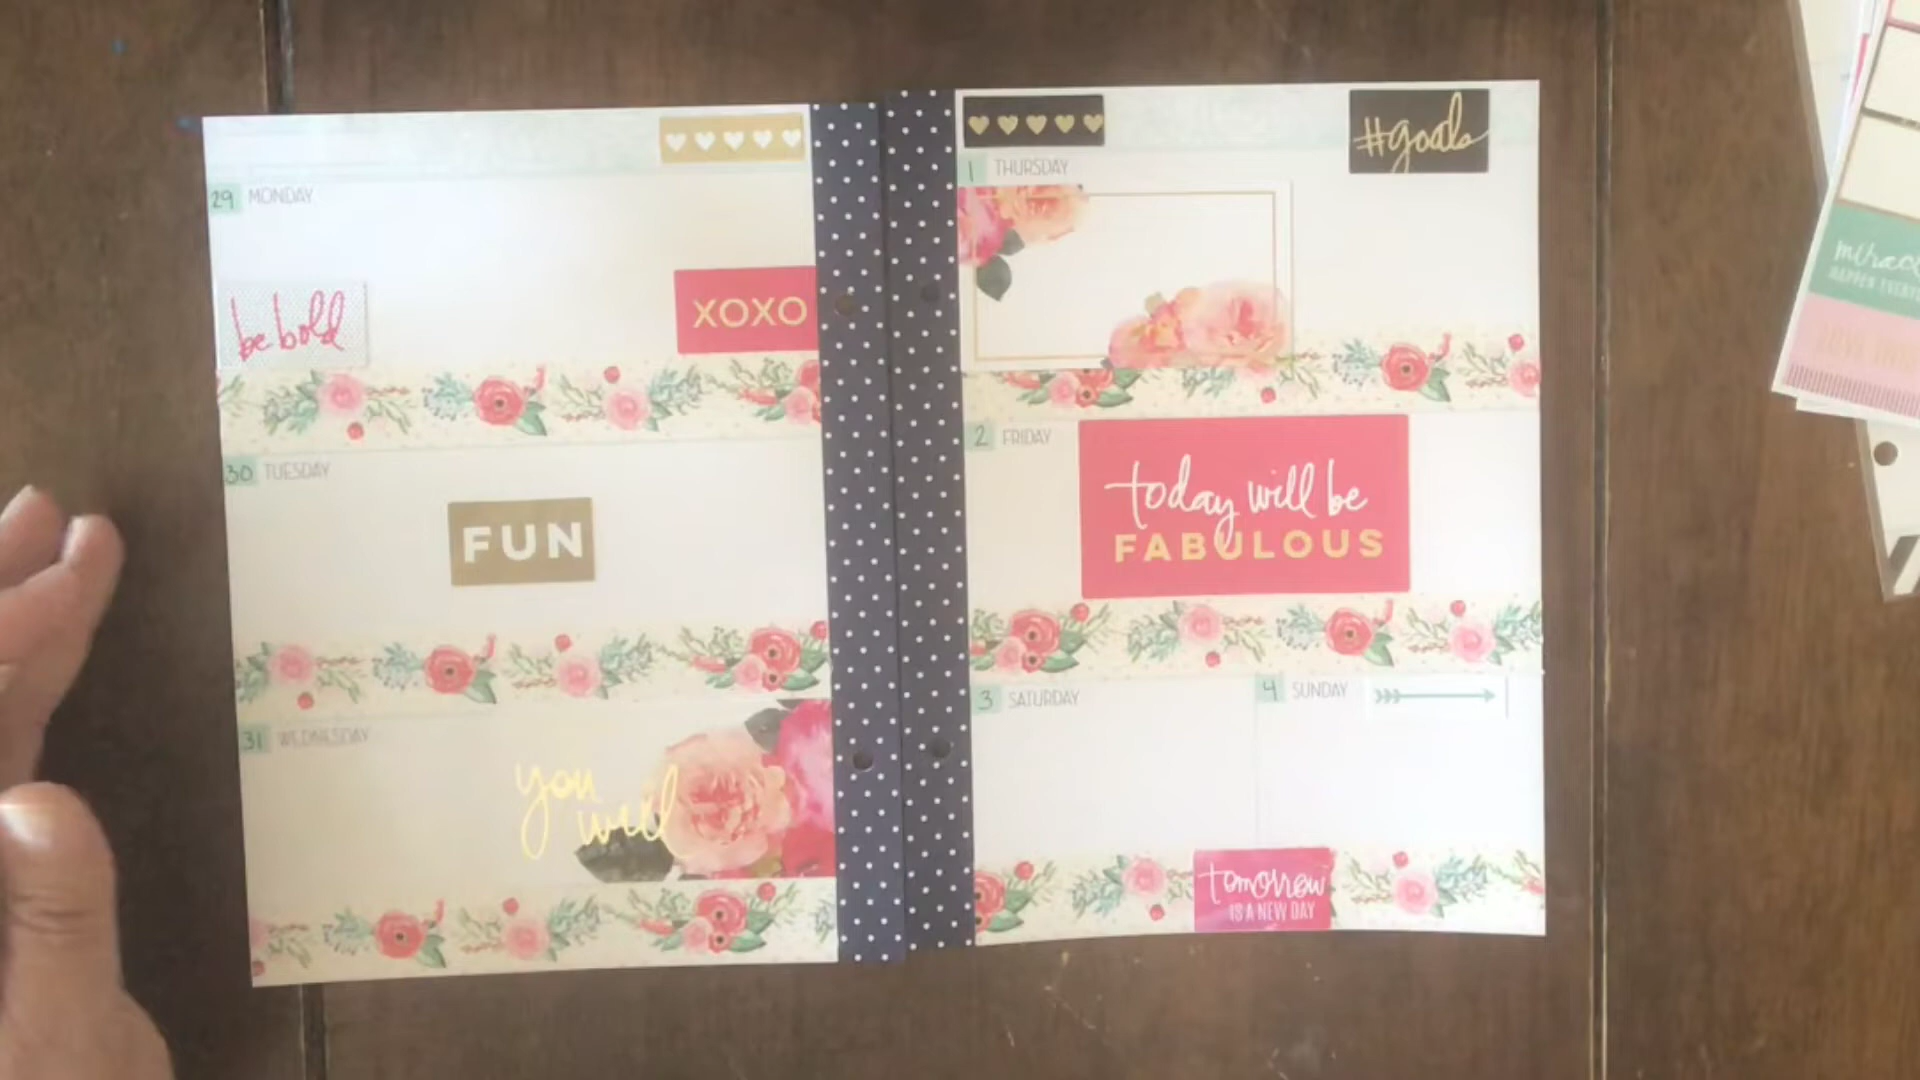 29 MONDAY
be bold
XOXO
30 TUESDAY
FUN
31 WEDNESDAY
you
will
#goals
1 THURSDAY
2 FRIDAY
today will be
FABULOUS
3 SATURDAY
4 SUNDAY
tomorrow
IS A NEW DAY
HAPPEN